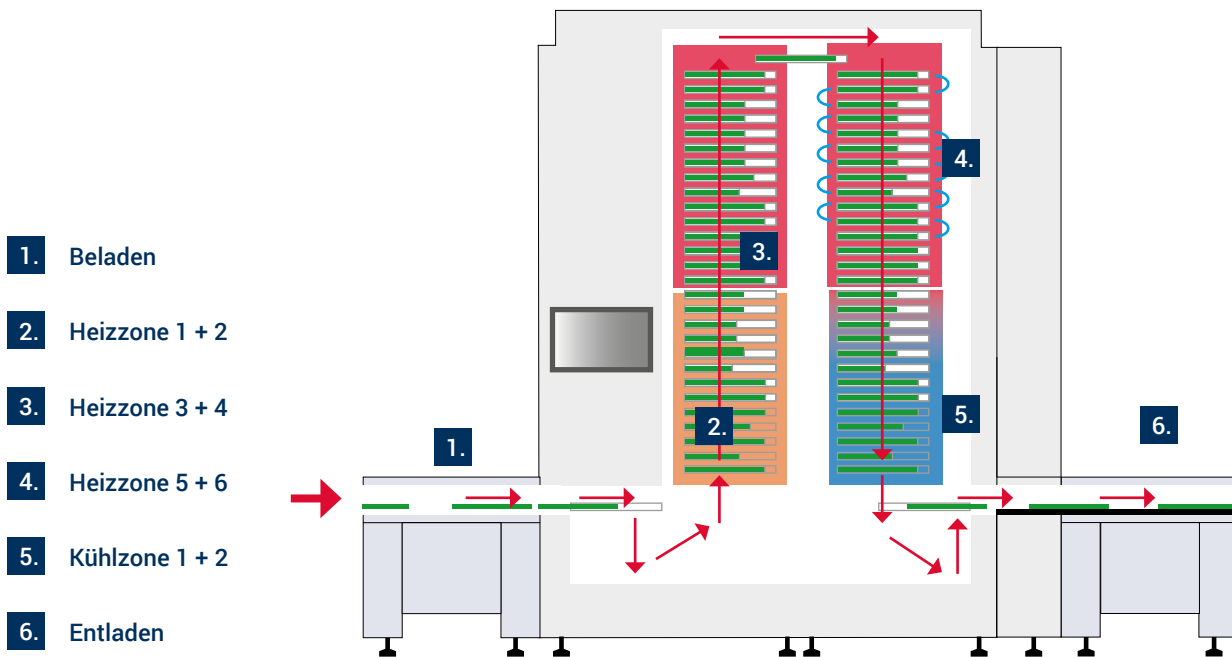 1. Beladen
2. Heizzone 1 + 2
3. Heizzone 3 + 4
4. Heizzone 5 + 6
5. Kühlzone 1 + 2
6. Entladen
1.
2.
3.
4.
5.
6.